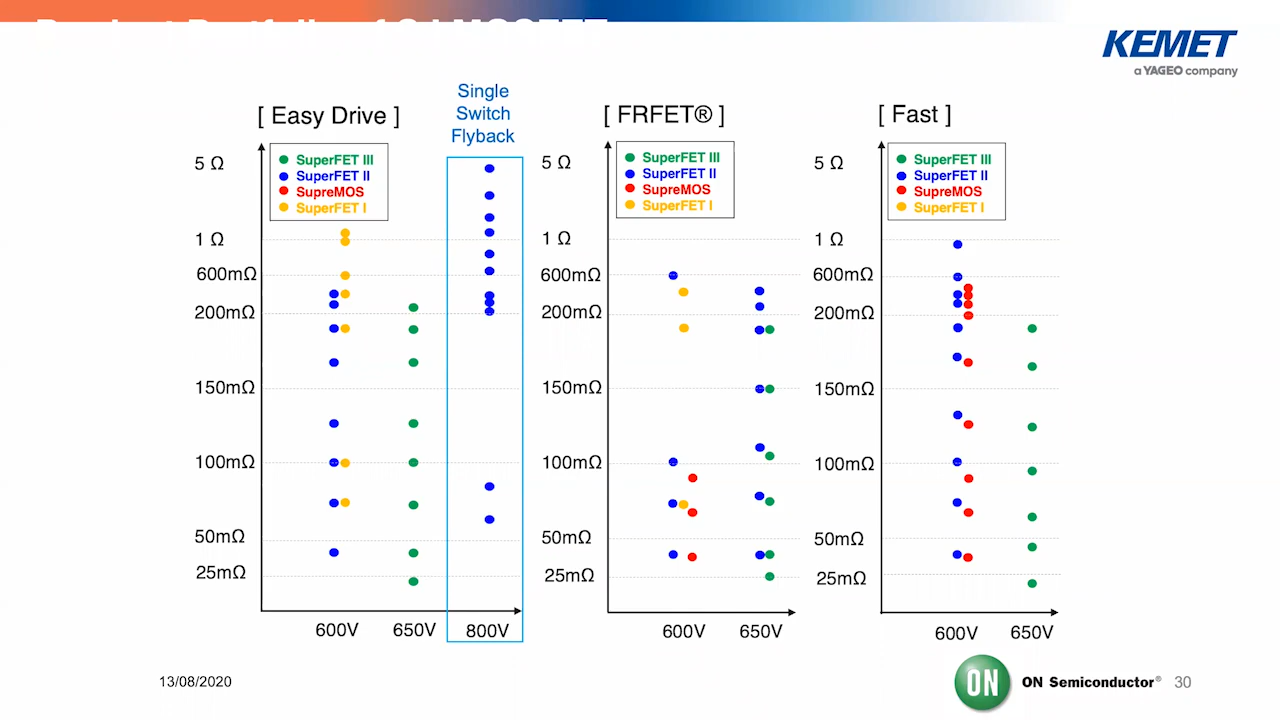 KEMET
a YAGEO company
[ Easy Drive ]
Single
Switch
Flyback
5 Ω
1 Ω
600mΩ
200mΩ
150mΩ
100mΩ
50mΩ
25mΩ
SuperFET III
SuperFET II
SupreMOS
SuperFET I
600V
650V
800V
[ FRFET® ]
5 Ω
1 Ω
600mΩ
200mΩ
150mΩ
100mΩ
50mΩ
25mΩ
SuperFET III
SuperFET II
SupreMOS
SuperFET I
600V
650V
[ Fast ]
5 Ω
1 Ω
600mΩ
200mΩ
150mΩ
100mΩ
50mΩ
25mΩ
SuperFET III
SuperFET II
SupreMOS
SuperFET I
600V
650V
13/08/2020
ON
ON Semiconductor®
30